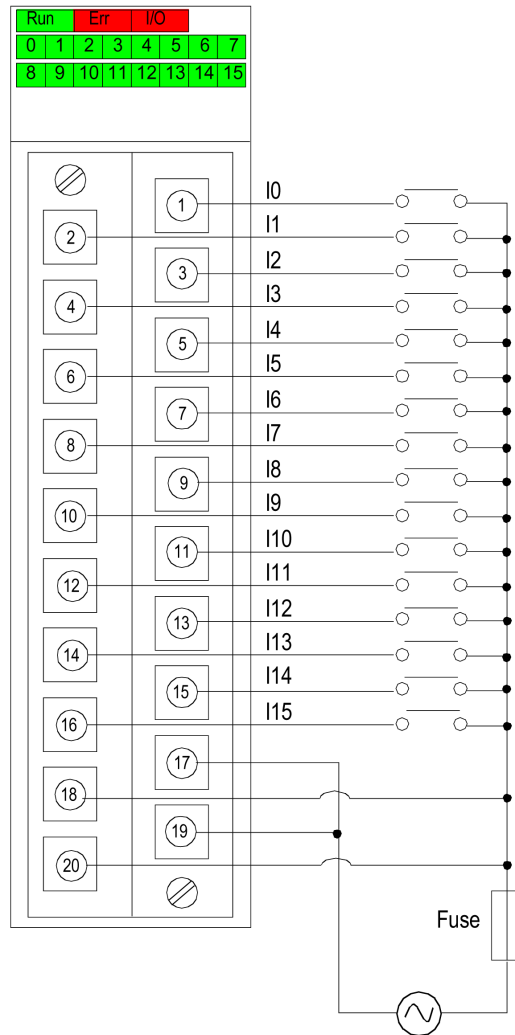 Run Err I/O
0 1 2 3 4 5 6 7
8 9 10 11 12 13 14 15
1 I0
2 I1
3 I2
4 I3
5 I4
6 I5
7 I6
8 I7
9 I8
10 I9
11 I10
12 I11
13 I12
14 I13
15 I14
16 I15
17
18
19
20
Fuse